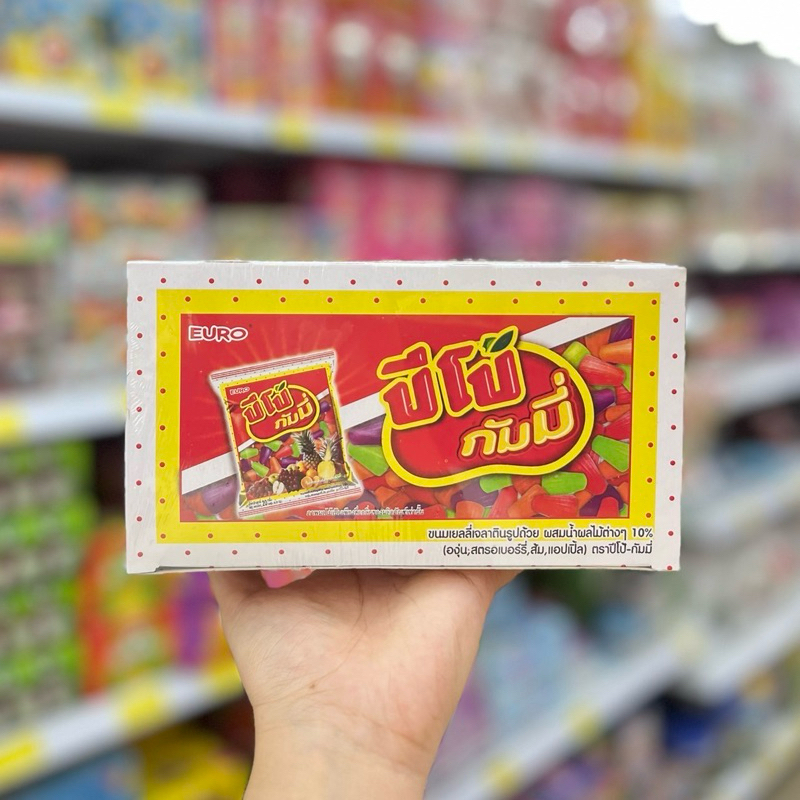 EURO
ปีโป้
กัมมี่
EURO
ปีโป้
กัมมี่
ขนมเยลลี่เจลาตินรูปถ้วย ผสมน้ำผลไม้ต่างๆ 10%
(องุ่น,สตรอเบอร์รี่,ส้ม,แอปเปิ้ล) ตราปีโป้-กัมมี่